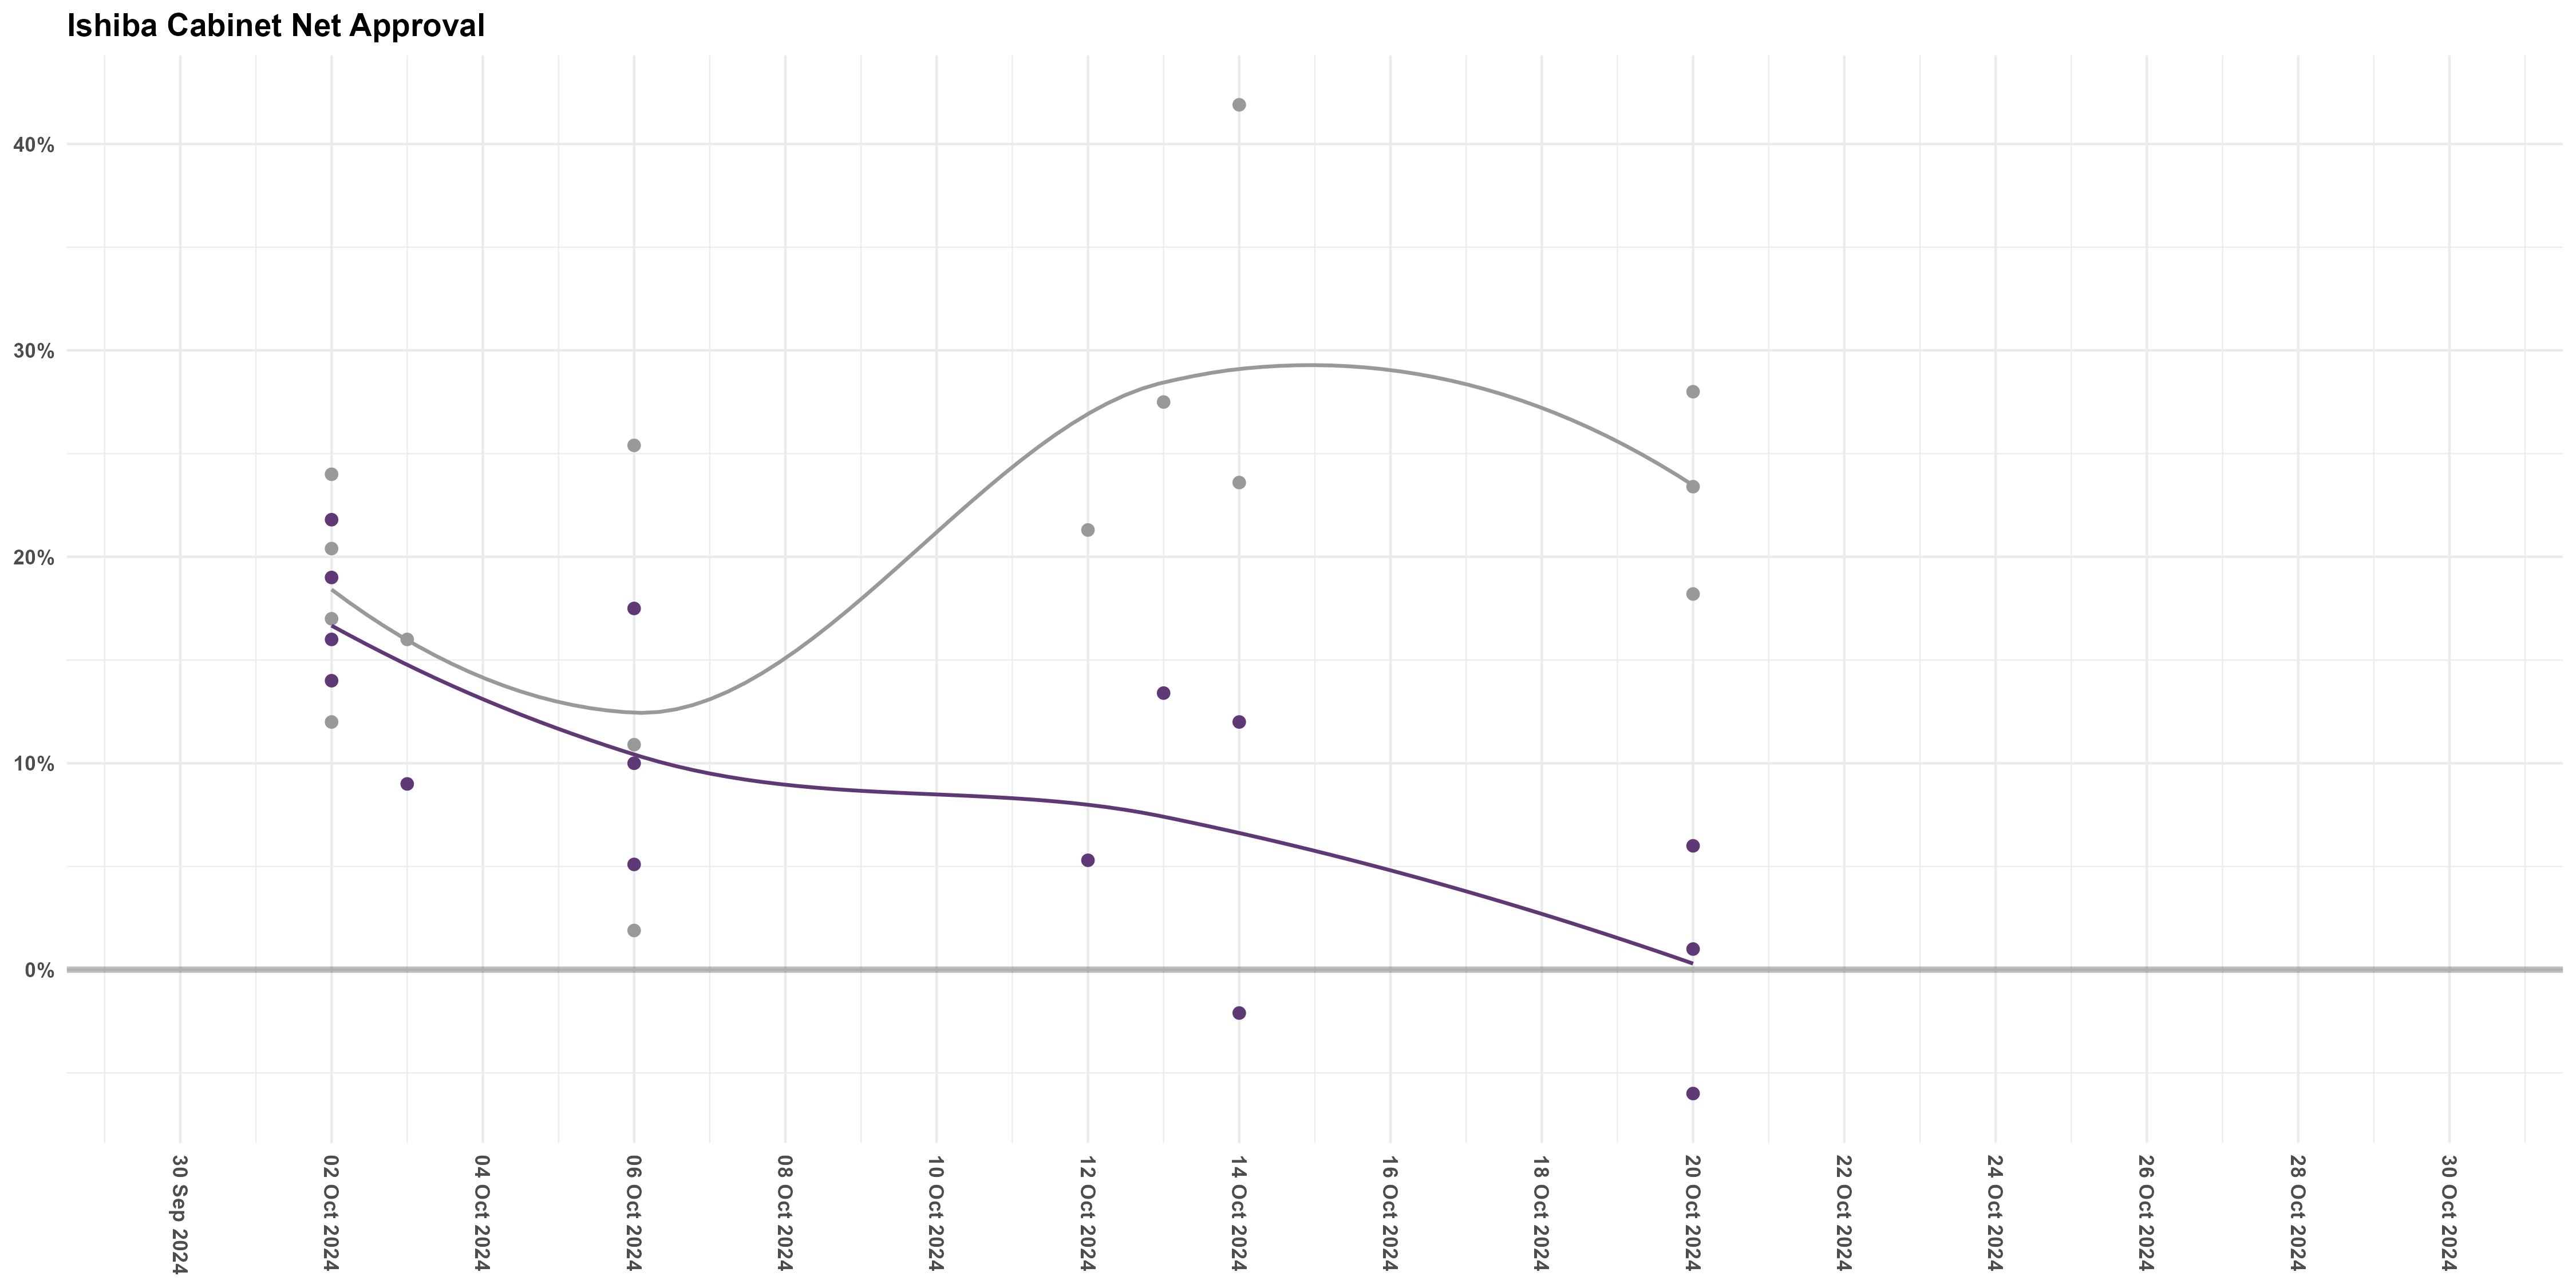 Ishiba Cabinet Net Approval
40%
30%
20%
10%
0%
30 Sep 2024
02 Oct 2024
04 Oct 2024
06 Oct 2024
08 Oct 2024
10 Oct 2024
12 Oct 2024
14 Oct 2024
16 Oct 2024
18 Oct 2024
20 Oct 2024
22 Oct 2024
24 Oct 2024
26 Oct 2024
28 Oct 2024
30 Oct 2024